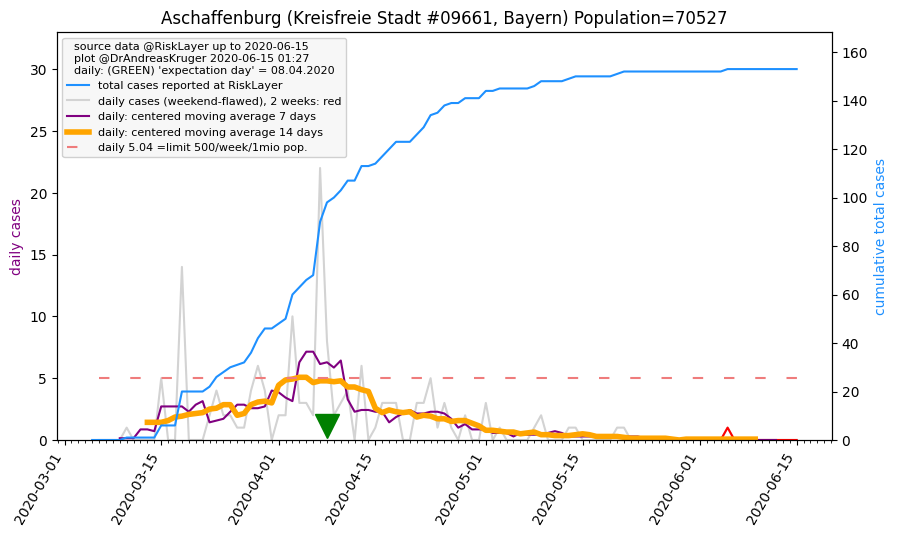 Aschaffenburg (Kreisfreie Stadt #09661, Bayern) Population=70527
source data @RiskLayer up to 2020-06-15
plot @DrAndreasKruger 2020-06-15 01:27
daily: (GREEN) 'expectation day' = 08.04.2020
total cases reported at RiskLayer
daily cases (weekend-flawed), 2 weeks: red
daily: centered moving average 7 days
daily: centered moving average 14 days
daily 5.04 =limit 500/week/1mio pop.
daily cases
30
25
20
15
10
5
0
cumulative total cases
160
140
120
100
80
60
40
20
0
2020-03-01
2020-03-15
2020-04-01
2020-04-15
2020-05-01
2020-05-15
2020-06-01
2020-06-15